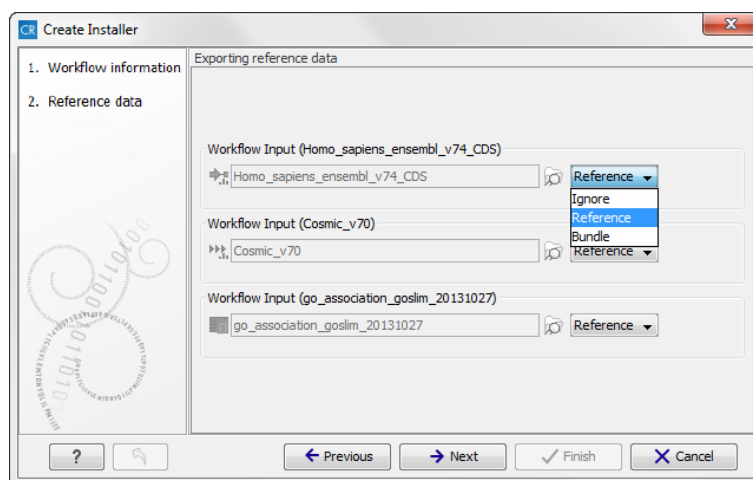 CR Create Installer
X
1. Workflow information
2. Reference data
Exporting reference data
Workflow Input (Homo_sapiens_ensembl_v74_CDS)
Homo_sapiens_ensembl_v74_CDS
Reference
Ignore
Reference
Bundle
Workflow Input (Cosmic_v70)
Cosmic_v70
Reference
Workflow Input (go_association_goslim_20131027)
go_association_goslim_20131027
Reference
?
Previous
Next
Finish
Cancel